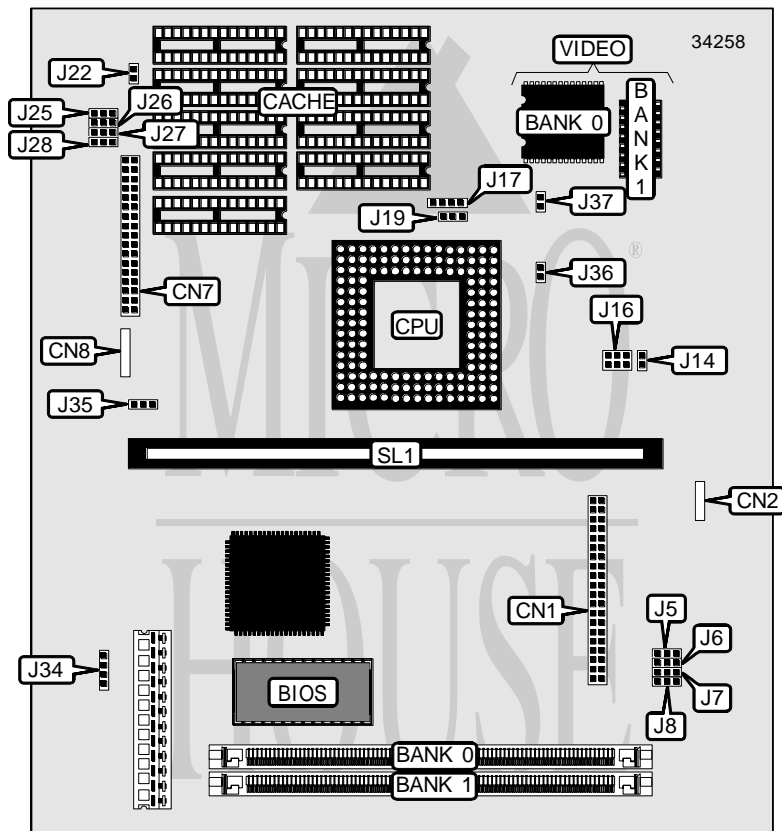 VIDEO
34258
J22
J25
J26
J27
J28
CACHE
BANK 0
BANK 1
J17
J19
J37
J36
CN7
CPU
J16
J14
CN8
J35
SL1
CN2
CN1
J5
J6
J7
J8
J34
BIOS
BANK 0
BANK 1
MICRO®
HOUSE